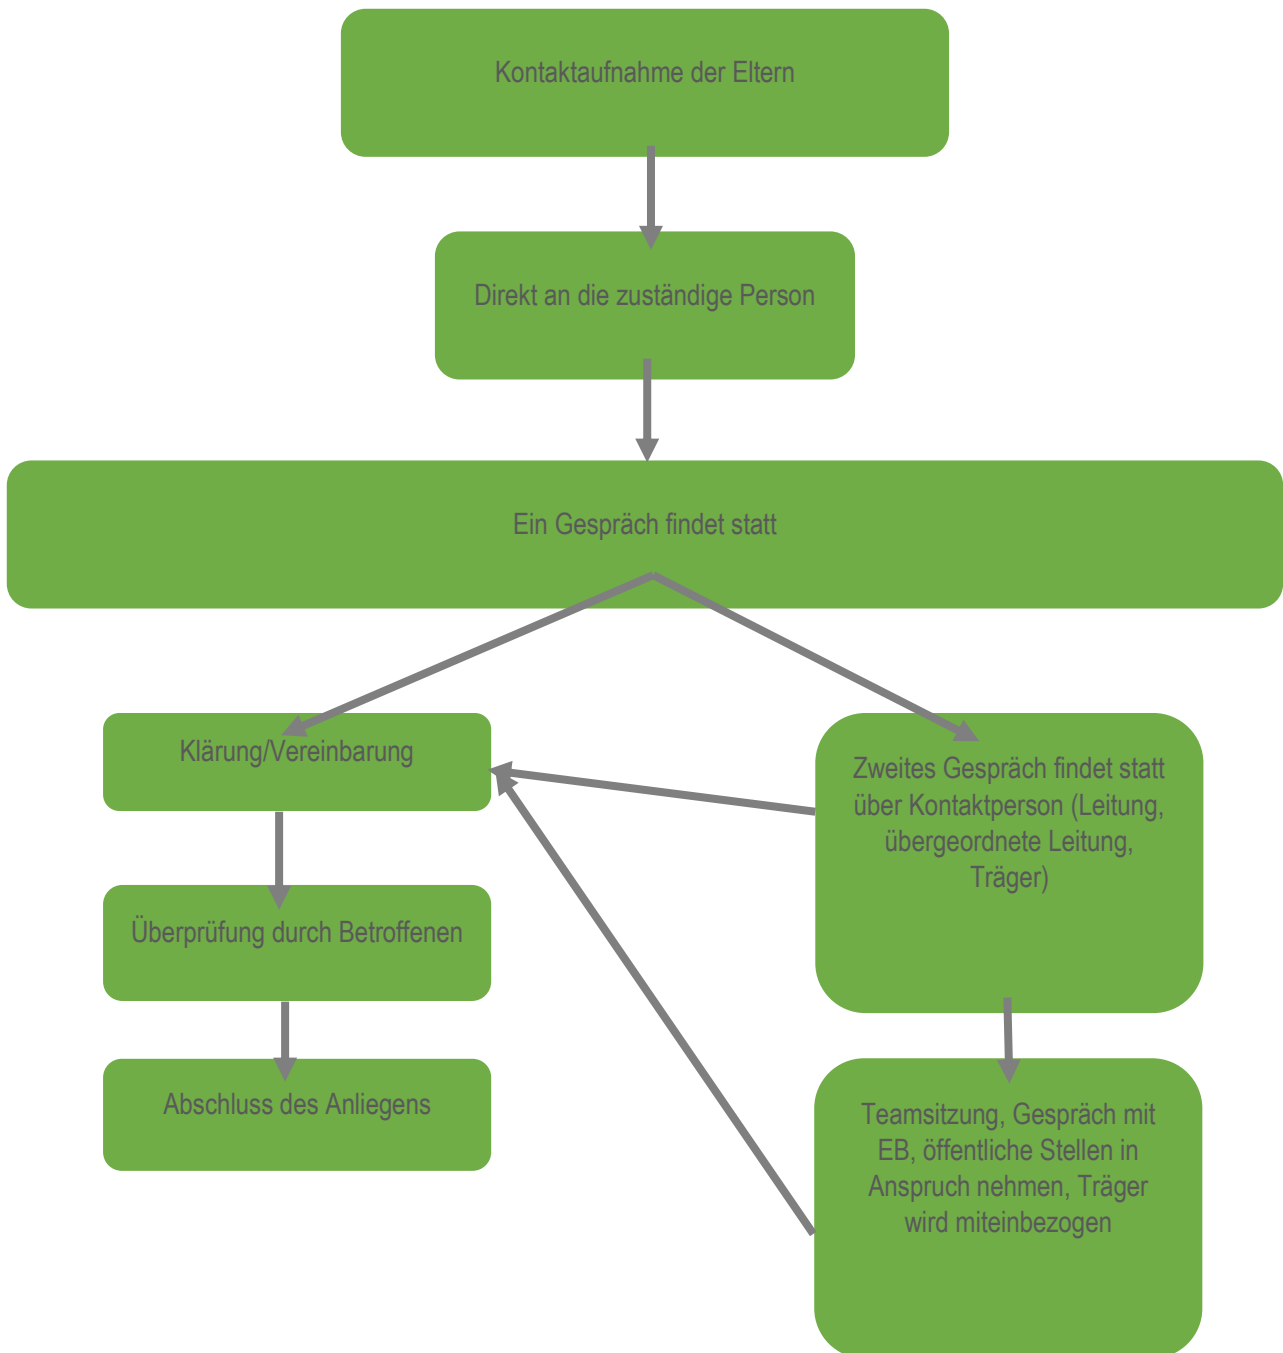 Kontaktaufnahme der Eltern
Direkt an die zuständige Person
Ein Gespräch findet statt
Klärung/Vereinbarung
Überprüfung durch Betroffenen
Abschluss des Anliegens
Zweites Gespräch findet statt
über Kontaktperson (Leitung,
übergeordnete Leitung,
Träger)
Teamsitzung, Gespräch mit
EB, öffentliche Stellen in
Anspruch nehmen, Träger
wird miteinbezogen